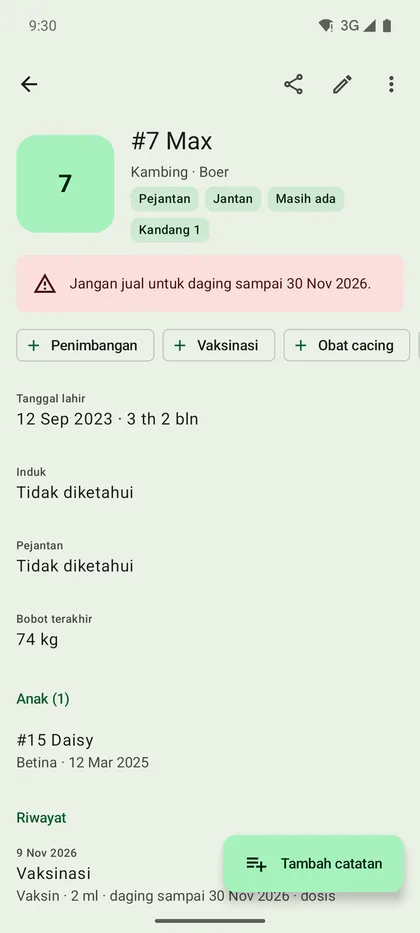 9:30
3G
#7 Max
7
Kambing · Boer
Pejantan Jantan Masih ada
Kandang 1
Jangan jual untuk daging sampai 30 Nov 2026.
Penimbangan Vaksinasi Obat cacing
Tanggal lahir
12 Sep 2023 · 3 th 2 bln
Induk
Tidak diketahui
Pejantan
Tidak diketahui
Bobot terakhir
74 kg
Anak (1)
#15 Daisy
Betina · 12 Mar 2025
Riwayat
9 Nov 2026
Vaksinasi
Tambah catatan
Vaksin · 2 ml · daging sampai 30 Nov 2026 · dosis